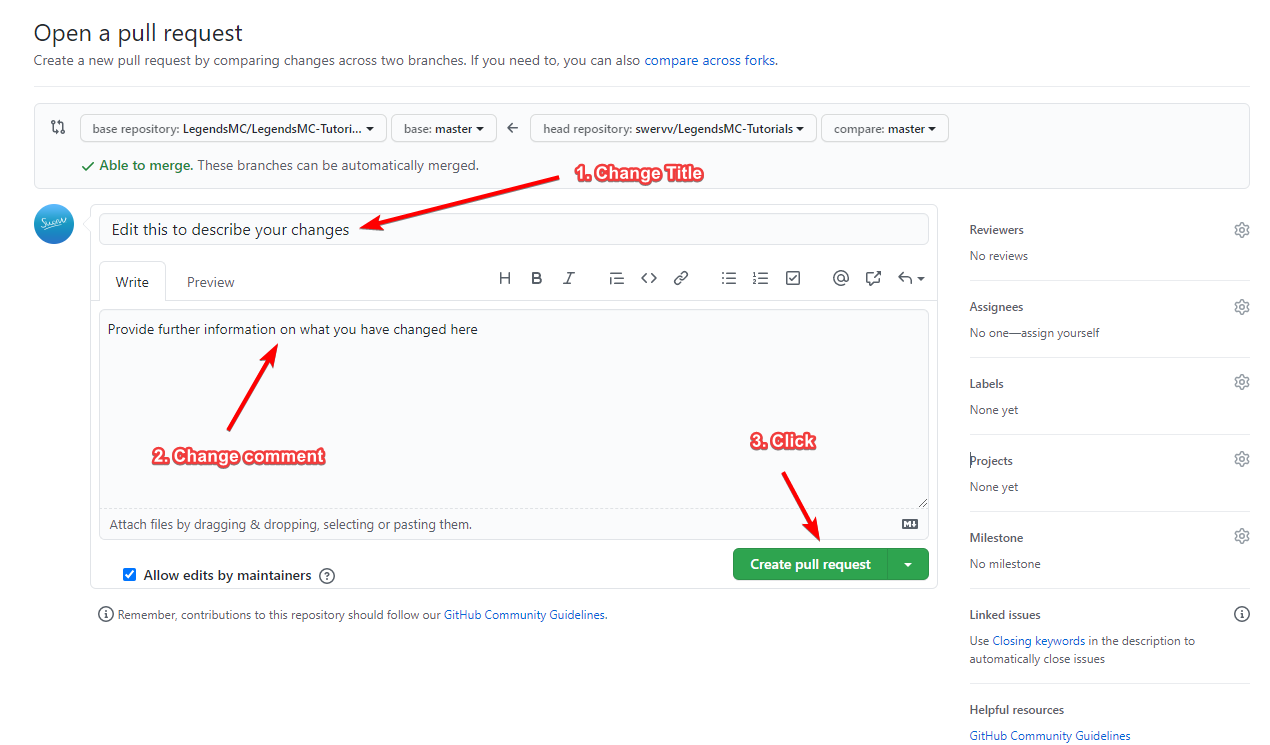 Open a pull request
Create a new pull request by comparing changes across two branches. If you need to, you can also compare across forks.
base repository: LegendsMC/LegendsMC-Tutori... base: master head repository: swervv/LegendsMC-Tutorials compare: master
Able to merge. These branches can be automatically merged.
1. Change Title
Swerv
Edit this to describe your changes
Write Preview H B I @
Provide further information on what you have changed here
2. Change comment
3. Click
Attach files by dragging & dropping, selecting or pasting them. M
Create pull request
Allow edits by maintainers ?
Remember, contributions to this repository should follow our GitHub Community Guidelines.
Reviewers
No reviews
Assignees
No one—assign yourself
Labels
None yet
Projects
None yet
Milestone
No milestone
Linked issues
Use Closing keywords in the description to
automatically close issues
Helpful resources
GitHub Community Guidelines